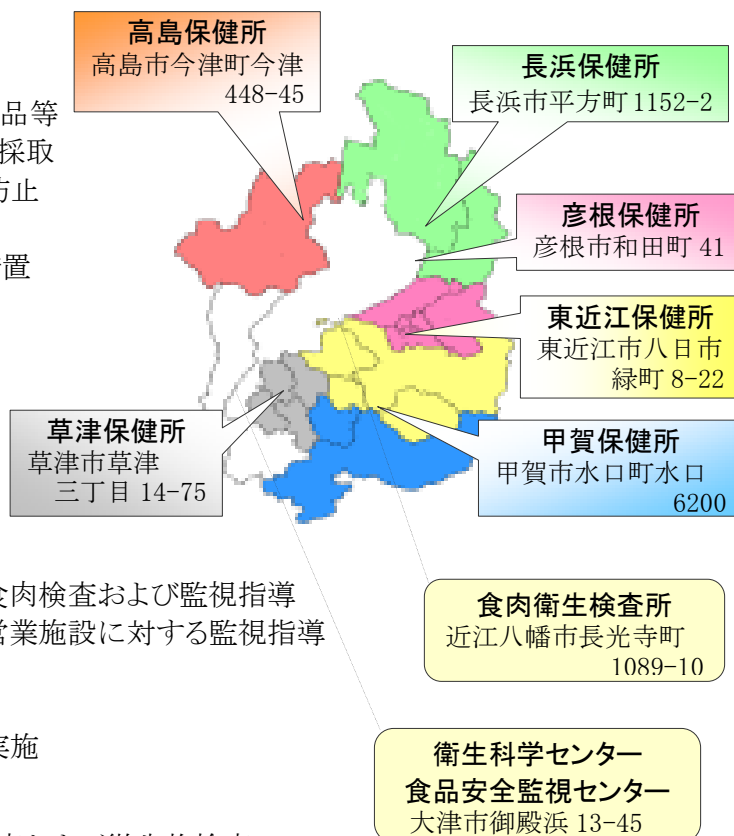 高島保健所
高島市今津町今津
448-45
長浜保健所
長浜市平方町 1152-2
品等
採取
防止
置
彦根保健所
彦根市和田町 41
東近江保健所
東近江市八日市
緑町 8-22
草津保健所
草津市草津
三丁目 14-75
甲賀保健所
甲賀市水口町水口
6200
食肉検査および監視指導
営業施設に対する監視指導
食肉衛生検査所
近江八幡市長光寺町
1089-10
実施
衛生科学センター
食品安全監視センター
大津市御殿浜 13-45